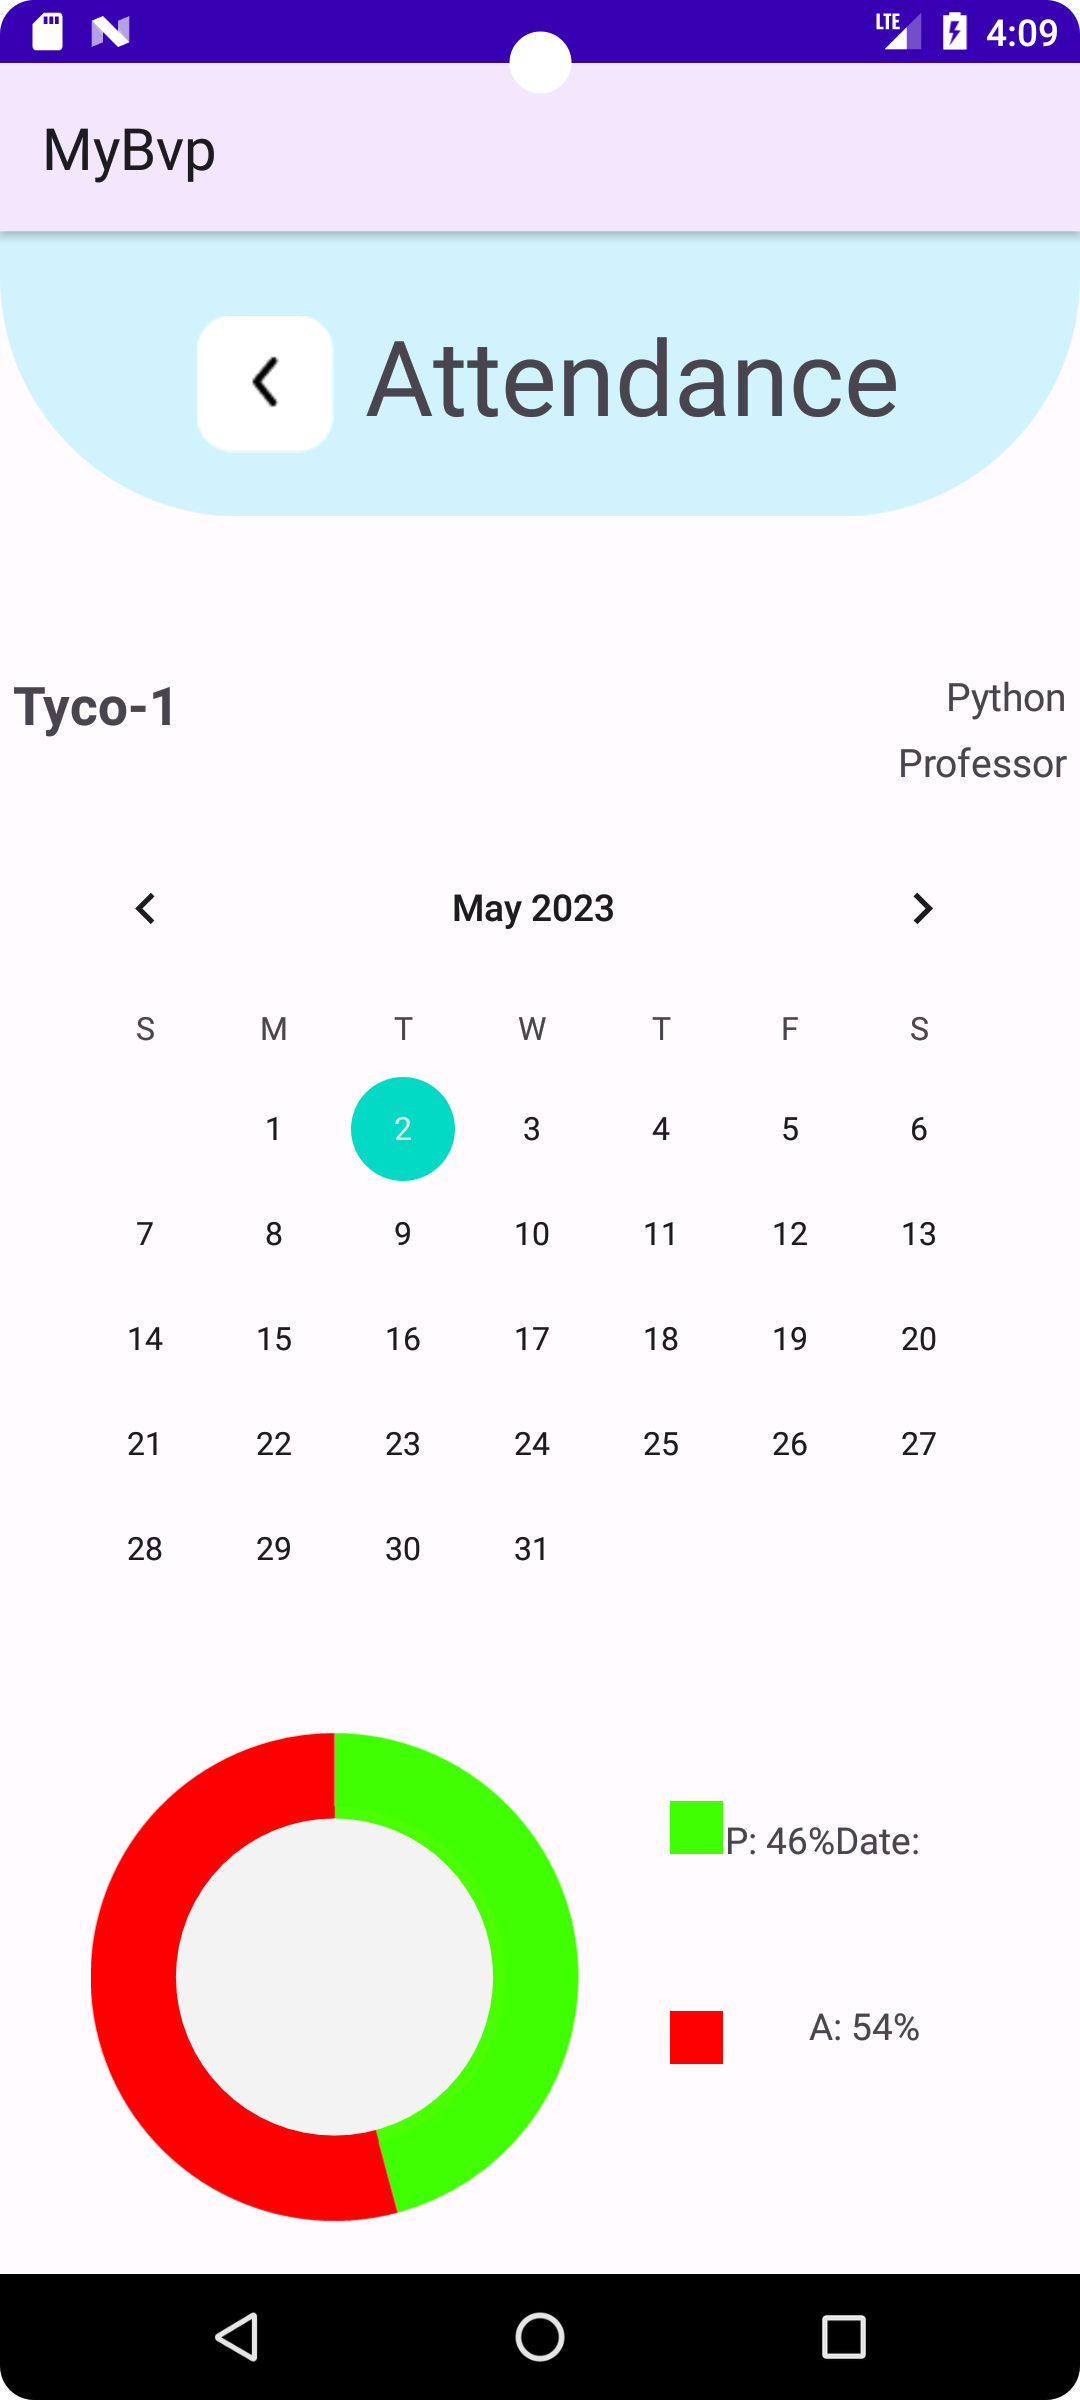 LTE 4:09
MyBvp
Attendance
Tyco-1
Python
Professor
May 2023
S M T W T F S
1 2 3 4 5 6
7 8 9 10 11 12 13
14 15 16 17 18 19 20
21 22 23 24 25 26 27
28 29 30 31
P: 46%Date:
A: 54%